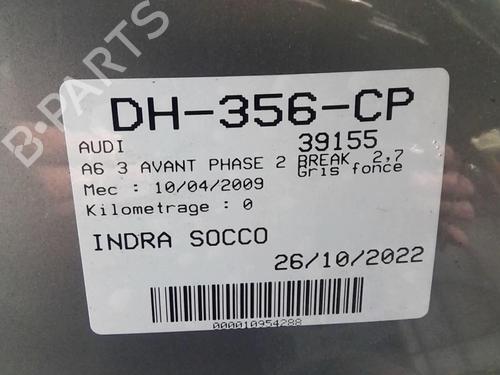 DH-356-CP
AUDI 39155
A6 3 AVANT PHASE 2 BREAK 2,7
Gris fonce
Mec : 10/04/2009
Kilometrage : 0
INDRA SOCCO
26/10/2022
000010954288
B-PARTS